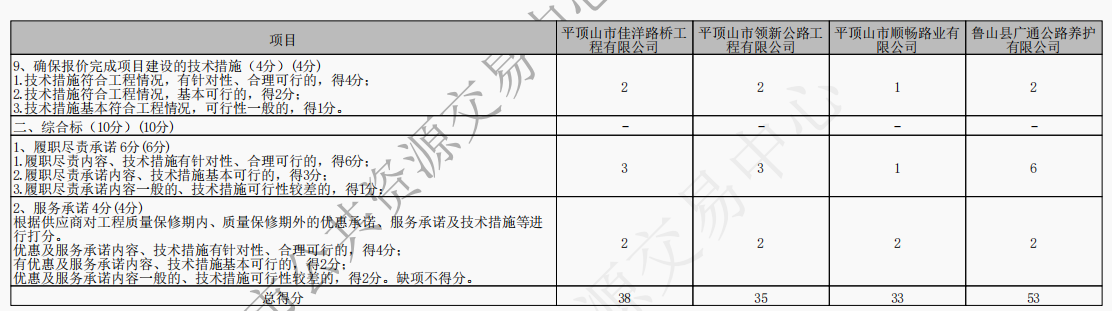 项目
平顶山市佳洋路桥工
程有限公司
平顶山市领新公路工
程有限公司
平顶山市顺畅路业有
限公司
鲁山县广通公路养护
有限公司
9、确保报价完成项目建设的技术措施（4分）(4分)
1.技术措施符合工程情况，有针对性、合理可行的，得4分；
2.技术措施符合工程情况，基本可行的，得2分；
3.技术措施基本符合工程情况，可行性一般的，得1分。
2 2 1 2
二、综合标（10分）(10分)
- - - -
1、履职尽责承诺 6分(6分)
1.履职尽责内容、技术措施有针对性、合理可行的，得6分；
2.履职尽责承诺内容、技术措施基本可行的，得3分；
3.履职尽责承诺内容一般的、技术措施可行性较差的，得1分；
3 3 1 6
2、服务承诺 4分(4分)
根据供应商对工程质量保修期内、质量保修期外的优惠承诺、服务承诺及技术措施等进
行打分。
优惠及服务承诺内容、技术措施有针对性、合理可行的，得4分；
有优惠及服务承诺内容、技术措施基本可行的，得2分；
优惠及服务承诺内容一般的、技术措施可行性较差的，得2分。缺项不得分。
2 2 2 2
总得分 38 35 33 53
市公共资源交易中心
源交易中心